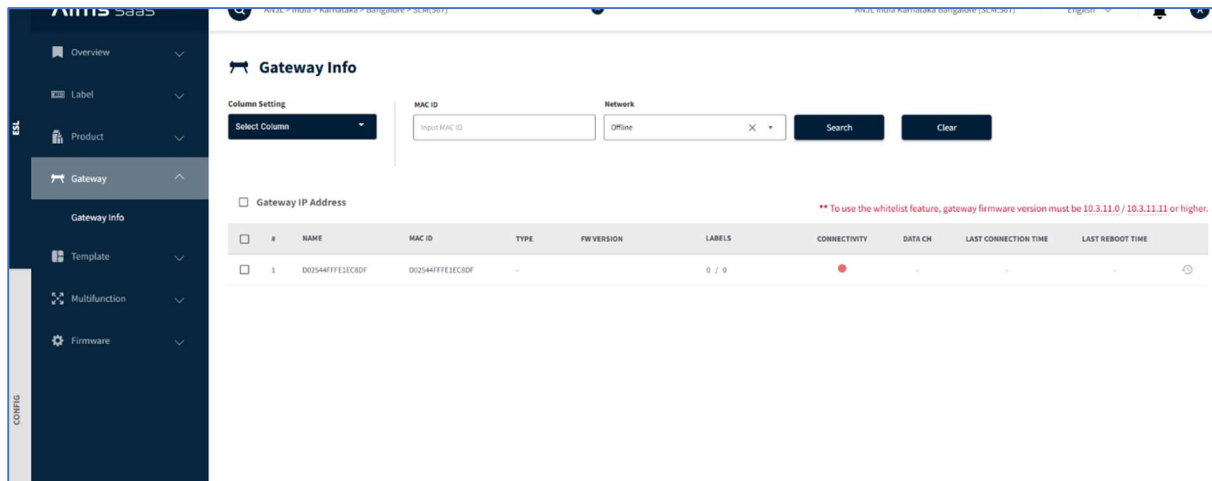 Aims SaaS
ANJL > India > Karnataka > Bangalore > SLM(567)
ANJL India Karnataka Bangalore (SLM:567)
English
Overview
Label
Product
Gateway
Gateway Info
Template
Multifunction
Firmware
ESL
CONFIG
Gateway Info
Column Setting
MAC ID
Network
Select Column
Input MAC ID
Offline
Search
Clear
Gateway IP Address
** To use the whitelist feature, gateway firmware version must be 10.3.11.0 / 10.3.11.11 or higher.
# NAME MAC ID TYPE FW VERSION LABELS CONNECTIVITY DATA CH LAST CONNECTION TIME LAST REBOOT TIME
1 D02544FFFE1EC8DF D02544FFFE1EC8DF - 0 / 0 - - -